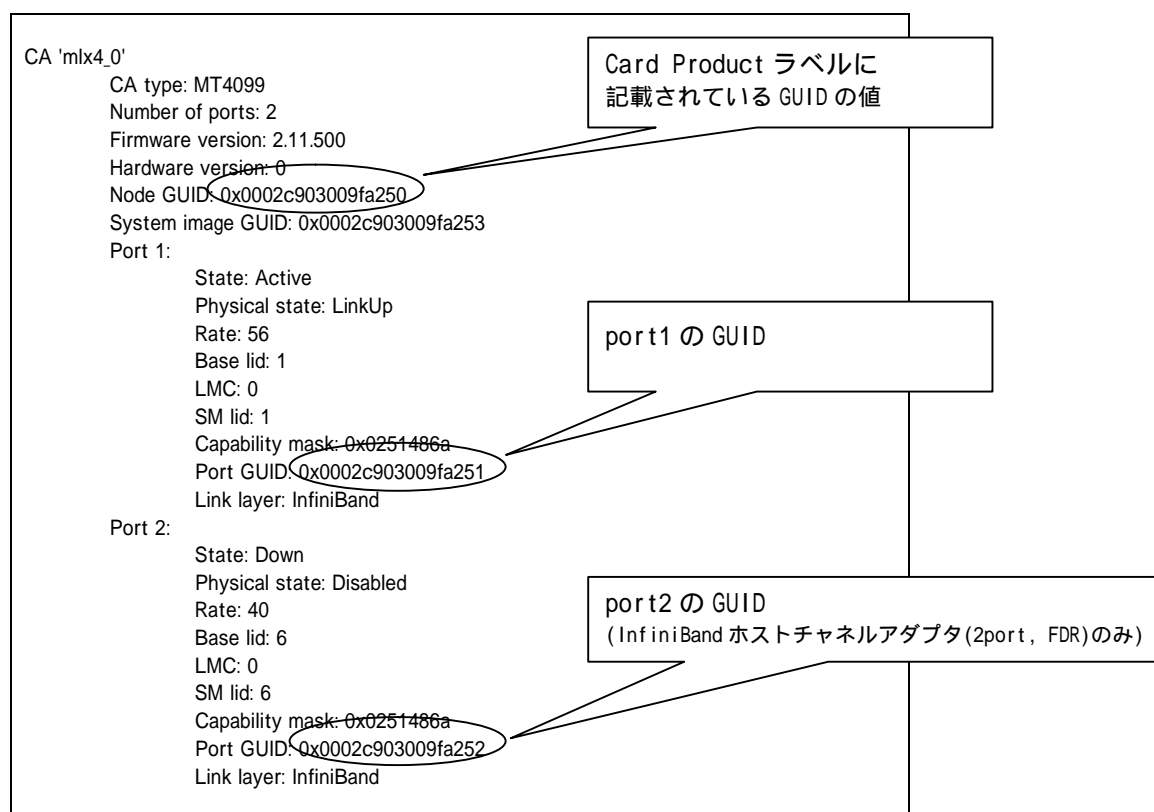 CA 'mlx4_0'
CA type: MT4099
Number of ports: 2
Firmware version: 2.11.500
Hardware version: 0
Node GUID: 0x0002c903009fa250
System image GUID: 0x0002c903009fa253
Port 1:
State: Active
Physical state: LinkUp
Rate: 56
Base lid: 1
LMC: 0
SM lid: 1
Capability mask: 0x0251486a
Port GUID: 0x0002c903009fa251
Link layer: InfiniBand
Port 2:
State: Down
Physical state: Disabled
Rate: 40
Base lid: 6
LMC: 0
SM lid: 6
Capability mask: 0x0251486a
Port GUID: 0x0002c903009fa252
Link layer: InfiniBand
Card Product ラベルに
記載されている GUID の値
port1 の GUID
port2 の GUID
(InfiniBand ホストチャネルアダプタ(2port, FDR)のみ)